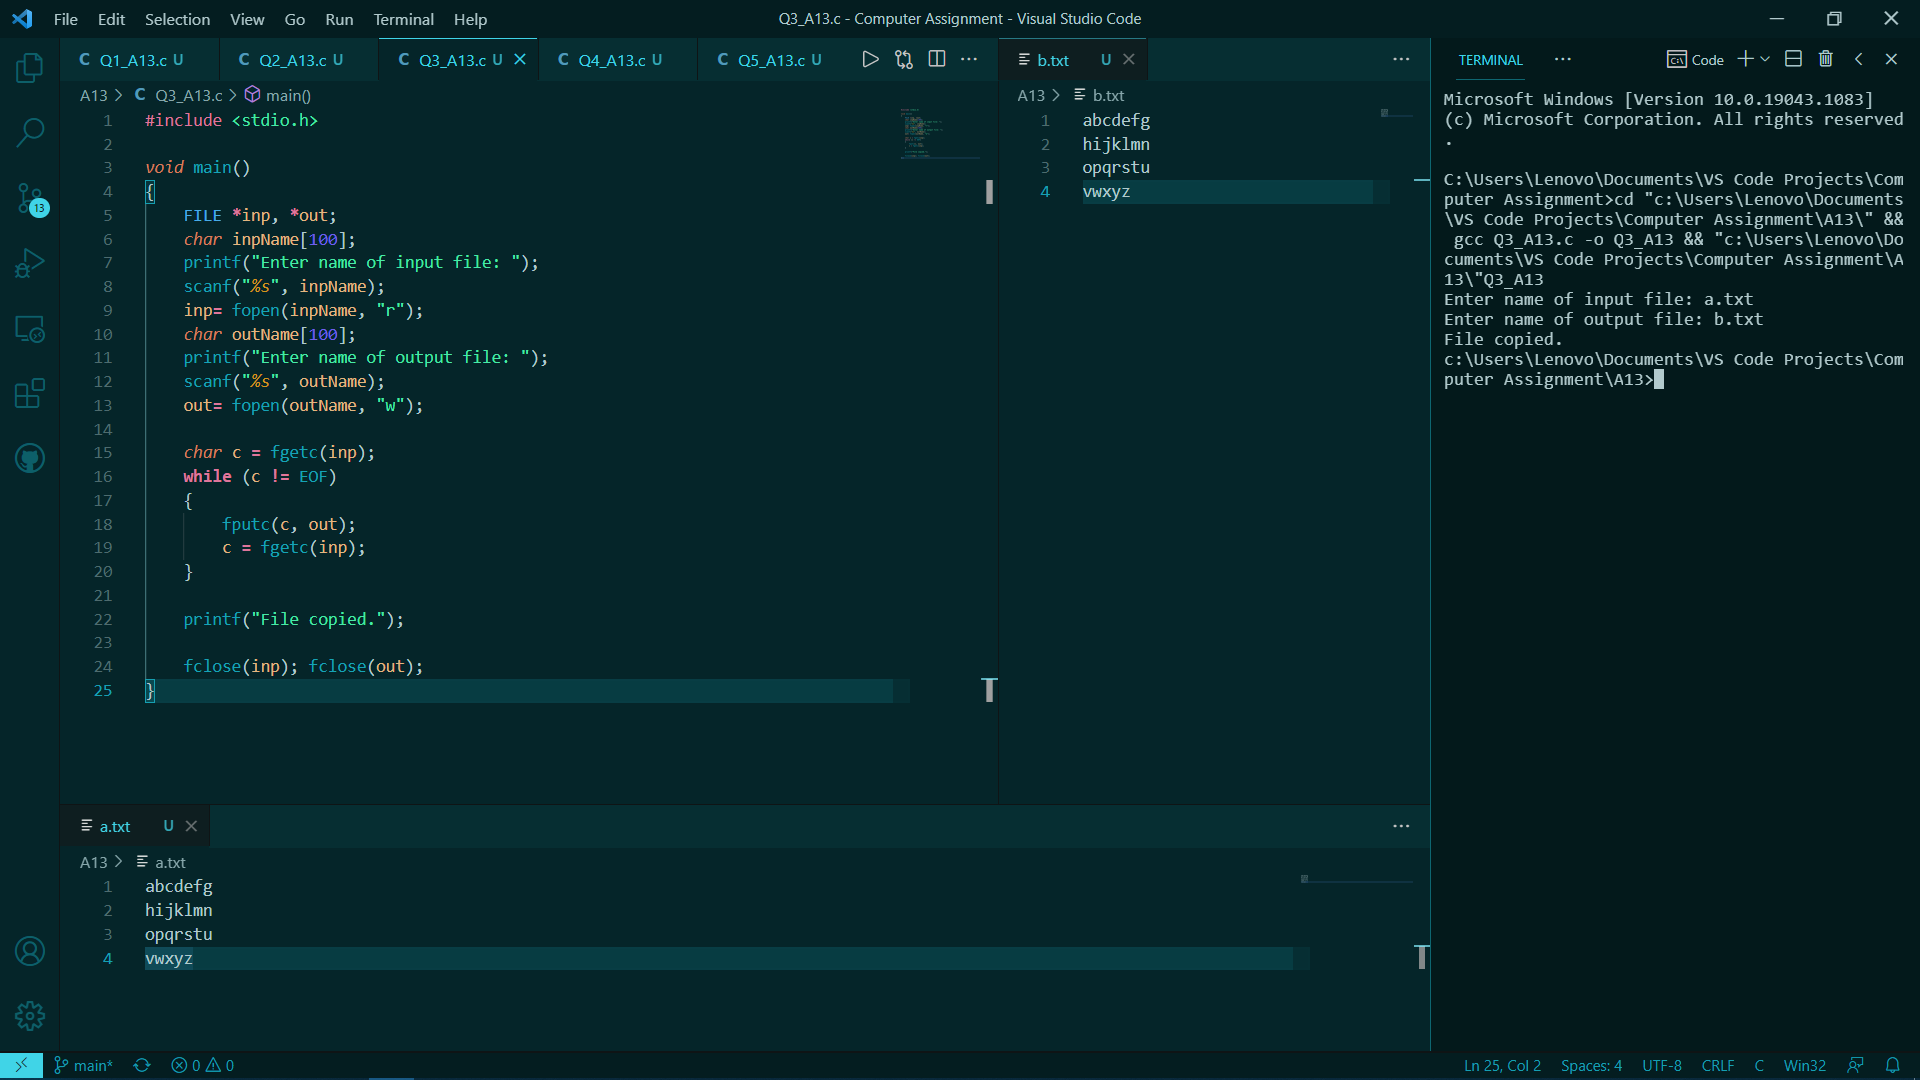 File Edit Selection View Go Run Terminal Help
Q3_A13.c - Computer Assignment - Visual Studio Code
C Q1_A13.c U C Q2_A13.c U C Q3_A13.c U C Q4_A13.c U C Q5_A13.c U
A13 > C Q3_A13.c > main()
1 #include <stdio.h>
2
3 void main()
4 {
5     FILE *inp, *out;
6     char inpName[100];
7     printf("Enter name of input file: ");
8     scanf("%s", inpName);
9     inp= fopen(inpName, "r");
10     char outName[100];
11     printf("Enter name of output file: ");
12     scanf("%s", outName);
13     out= fopen(outName, "w");
14
15     char c = fgetc(inp);
16     while (c != EOF)
17     {
18         fputc(c, out);
19         c = fgetc(inp);
20     }
21
22     printf("File copied.");
23
24     fclose(inp); fclose(out);
25 }
b.txt U
A13 > b.txt
1 abcdefg
2 hijklmn
3 opqrstu
4 vwxyz
a.txt U
A13 > a.txt
1 abcdefg
2 hijklmn
3 opqrstu
4 vwxyz
TERMINAL Code
Microsoft Windows [Version 10.0.19043.1083]
(c) Microsoft Corporation. All rights reserved
.
C:\Users\Lenovo\Documents\VS Code Projects\Com
puter Assignment>cd "c:\Users\Lenovo\Documents
\VS Code Projects\Computer Assignment\A13\" &&
 gcc Q3_A13.c -o Q3_A13 && "c:\Users\Lenovo\Do
cuments\VS Code Projects\Computer Assignment\A
13\"Q3_A13
Enter name of input file: a.txt
Enter name of output file: b.txt
File copied.
c:\Users\Lenovo\Documents\VS Code Projects\Com
puter Assignment\A13>
13
main* 0 0
Ln 25, Col 2 Spaces: 4 UTF-8 CRLF C Win32